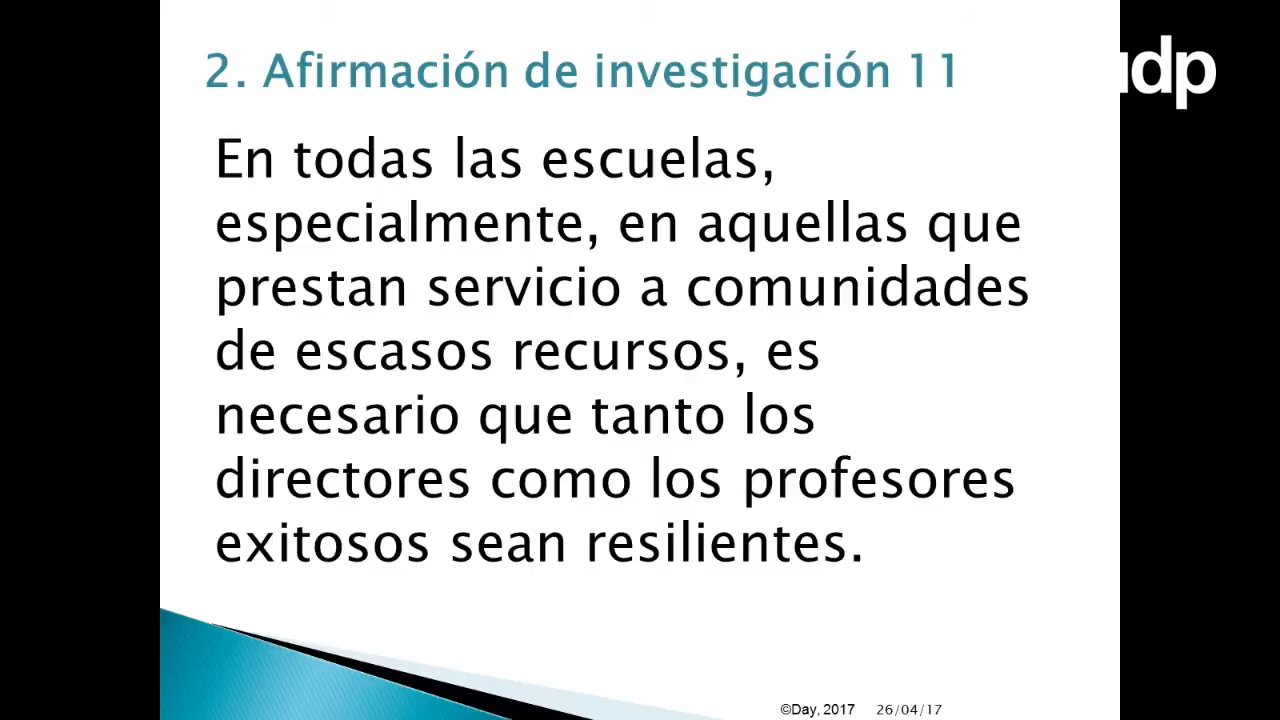 2. Afirmación de investigación 11
En todas las escuelas,
especialmente, en aquellas que
prestan servicio a comunidades
de escasos recursos, es
necesario que tanto los
directores como los profesores
exitosos sean resilientes.
©Day, 2017 26/04/17